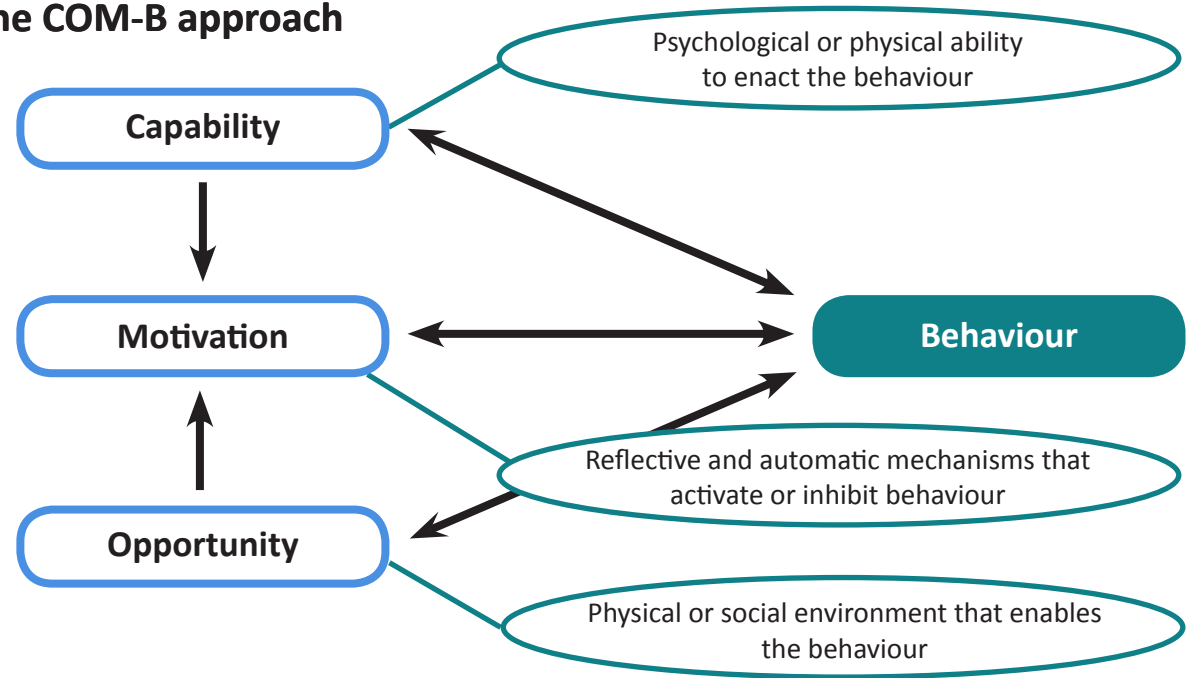 he COM-B approach
Psychological or physical ability
to enact the behaviour
Capability
Motivation
Behaviour
Reflective and automatic mechanisms that
activate or inhibit behaviour
Opportunity
Physical or social environment that enables
the behaviour